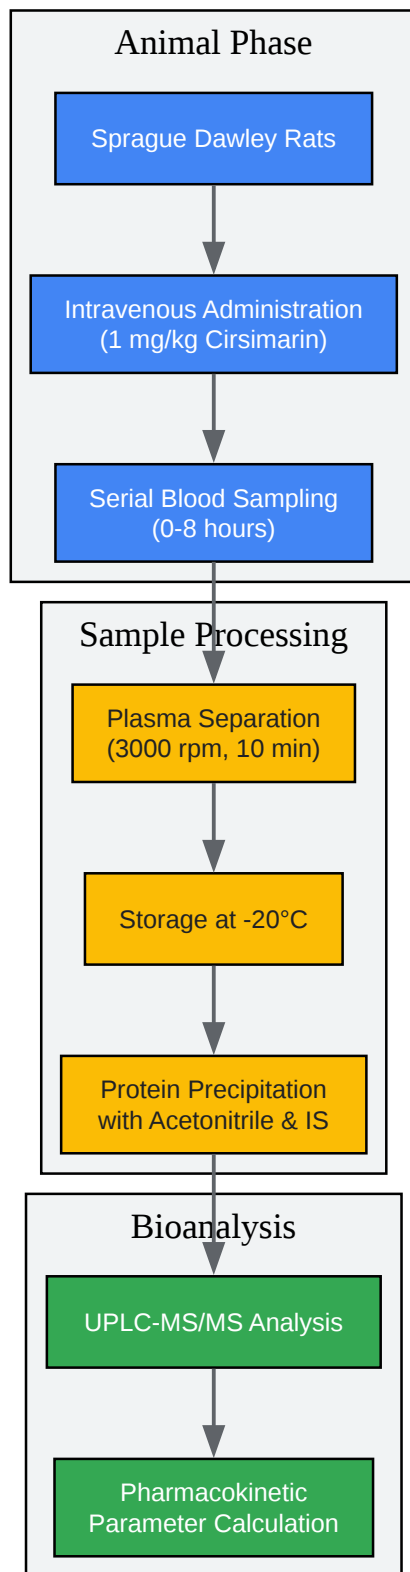 Animal Phase
Sprague Dawley Rats
Intravenous Administration
(1 mg/kg Cirsimarin)
Serial Blood Sampling
(0-8 hours)
Sample Processing
Plasma Separation
(3000 rpm, 10 min)
Storage at -20°C
Protein Precipitation
with Acetonitrile & IS
Bioanalysis
UPLC-MS/MS Analysis
Pharmacokinetic
Parameter Calculation